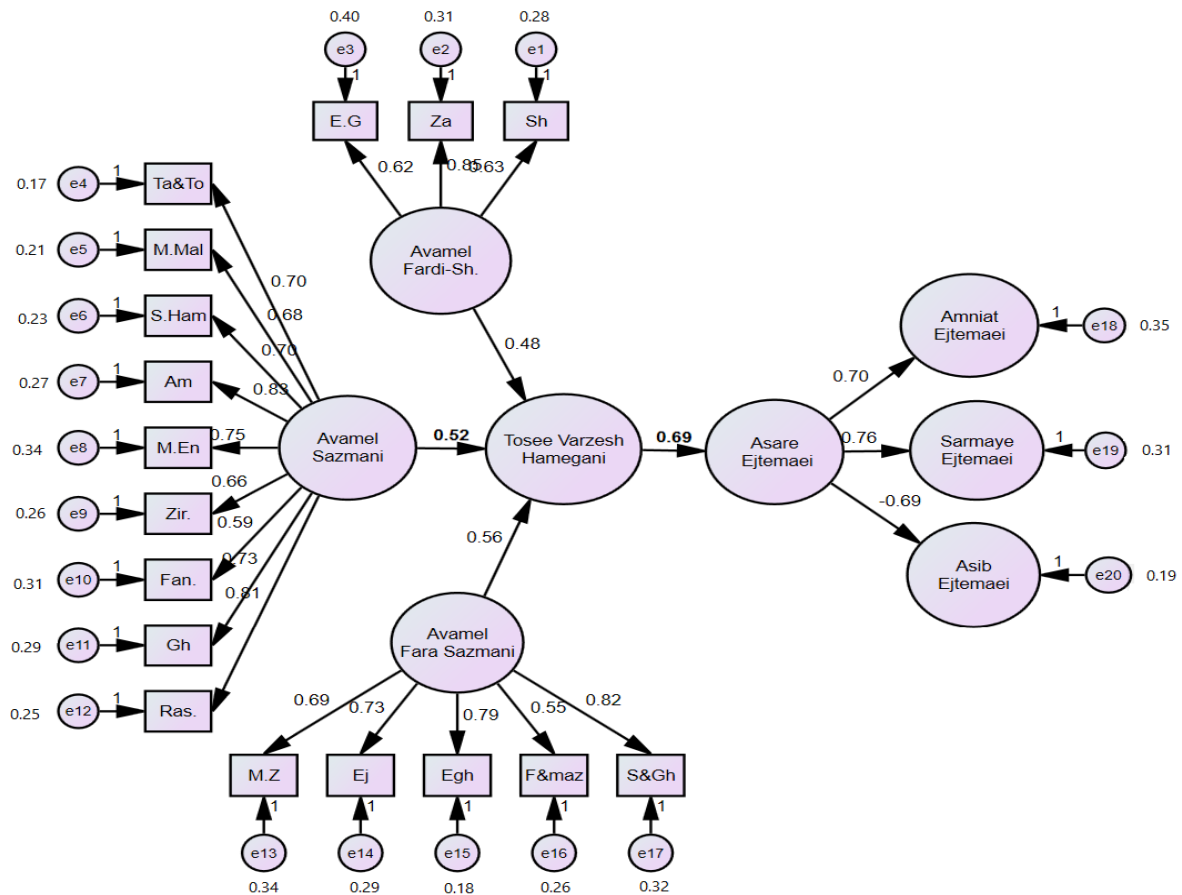 0.40
0.31
0.28
e3
e2
e1
1
1
1
E.G
Za
Sh
0.62
0.85
0.63
Avamel
Fardi-Sh.
0.48
0.17
e4
1
Ta&To
0.21
e5
1
M.Mal
0.23
e6
1
S.Ham
0.27
e7
1
Am
0.34
e8
1
M.En
0.26
e9
1
Zir.
0.31
e10
1
Fan.
0.29
e11
1
Gh
0.25
e12
1
Ras.
0.70
0.68
0.70
0.83
0.75
0.66
0.59
0.73
0.81
Avamel
Sazmani
0.52
Tosee Varzesh
Hamegani
0.69
Asare
Ejtemaei
0.70
0.76
-0.69
Amniat
Ejtemaei
1
e18
0.35
Sarmaye
Ejtemaei
1
e19
0.31
Asib
Ejtemaei
1
e20
0.19
0.56
Avamel
Fara Sazmani
0.69
0.73
0.79
0.55
0.82
M.Z
Ej
Egh
F&maz
S&Gh
1
1
1
1
1
e13
e14
e15
e16
e17
0.34
0.29
0.18
0.26
0.32